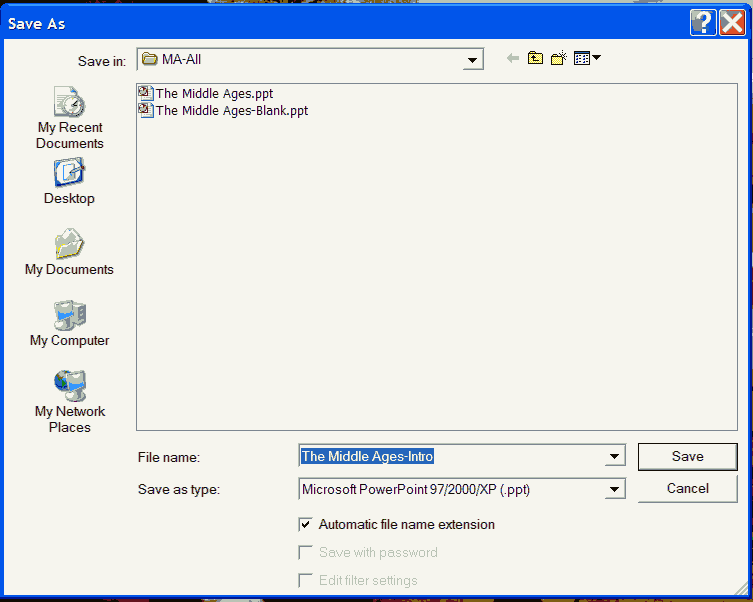 Save As
Save in: MA-All
The Middle Ages.ppt
The Middle Ages-Blank.ppt
My Recent
Documents
Desktop
My Documents
My Computer
My Network
Places
File name: The Middle Ages-Intro Save
Save as type: Microsoft PowerPoint 97/2000/XP (.ppt) Cancel
Automatic file name extension
Save with password
Edit filter settings